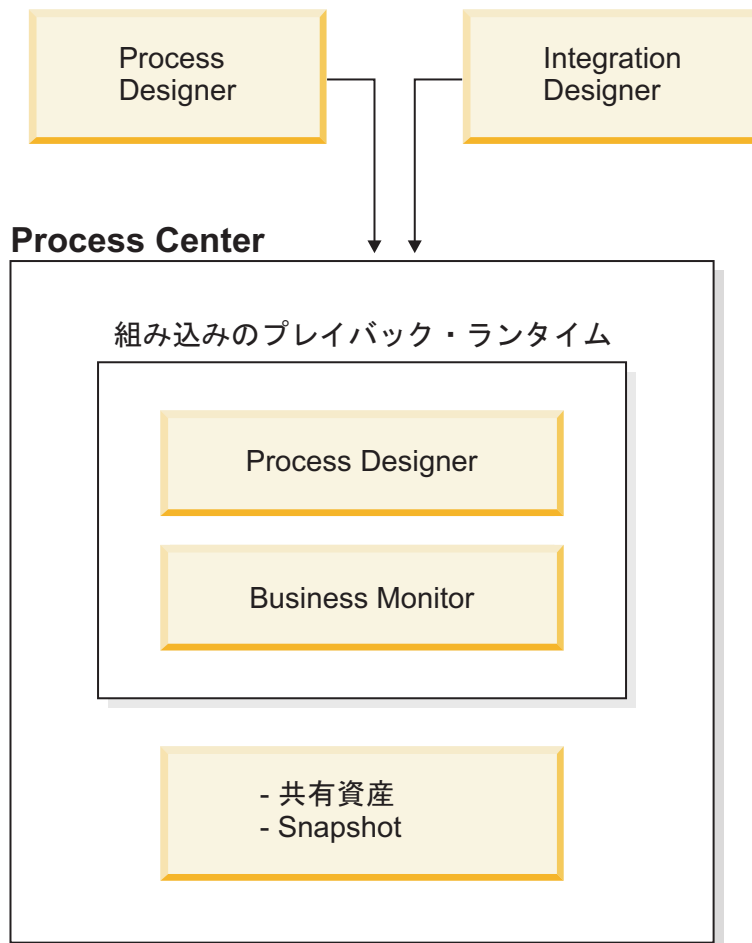 Process
Designer
Integration
Designer
Process Center
組み込みのプレイバック・ランタイム
Process Designer
Business Monitor
- 共有資産
- Snapshot